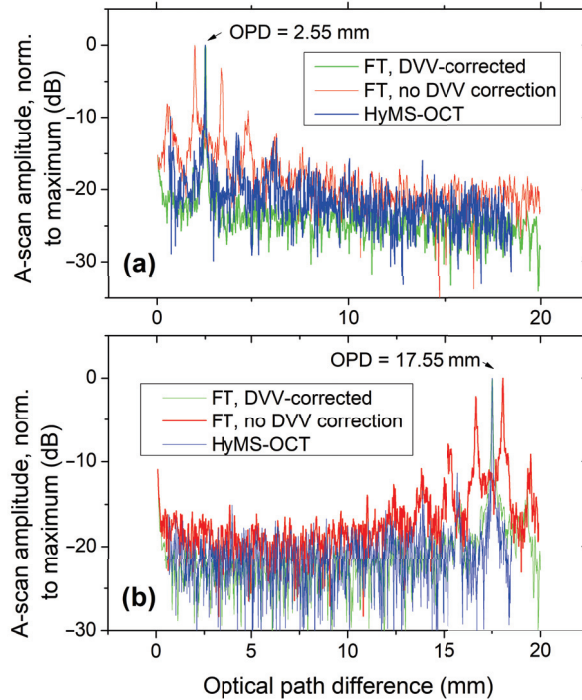 OPD = 2.55 mm
FT, DVV-corrected
FT, no DVV correction
HyMS-OCT
A-scan amplitude, norm.
to maximum (dB)
0
−10
−20
−30
(a)
0 5 10 15 20
OPD = 17.55 mm
FT, DVV-corrected
FT, no DVV correction
HyMS-OCT
A-scan amplitude, norm.
to maximum (dB)
0
−10
−20
−30
(b)
0 5 10 15 20
Optical path difference (mm)